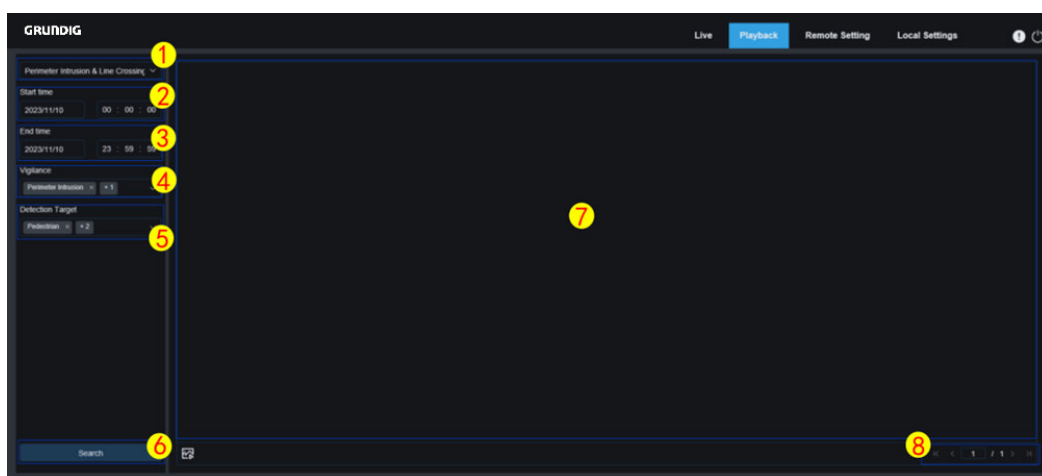 GRUNDIG
Live Playback Remote Setting Local Settings
1
Perimeter Intrusion & Line Crossing
Start time
2
2023/11/10 00 : 00 : 00
End time
3
2023/11/10 23 : 59 : 59
Vigilance
4
Perimeter Intrusion × + 1
Detection Target
Pedestrian × + 2
5
7
Search
6
8
1 / 1